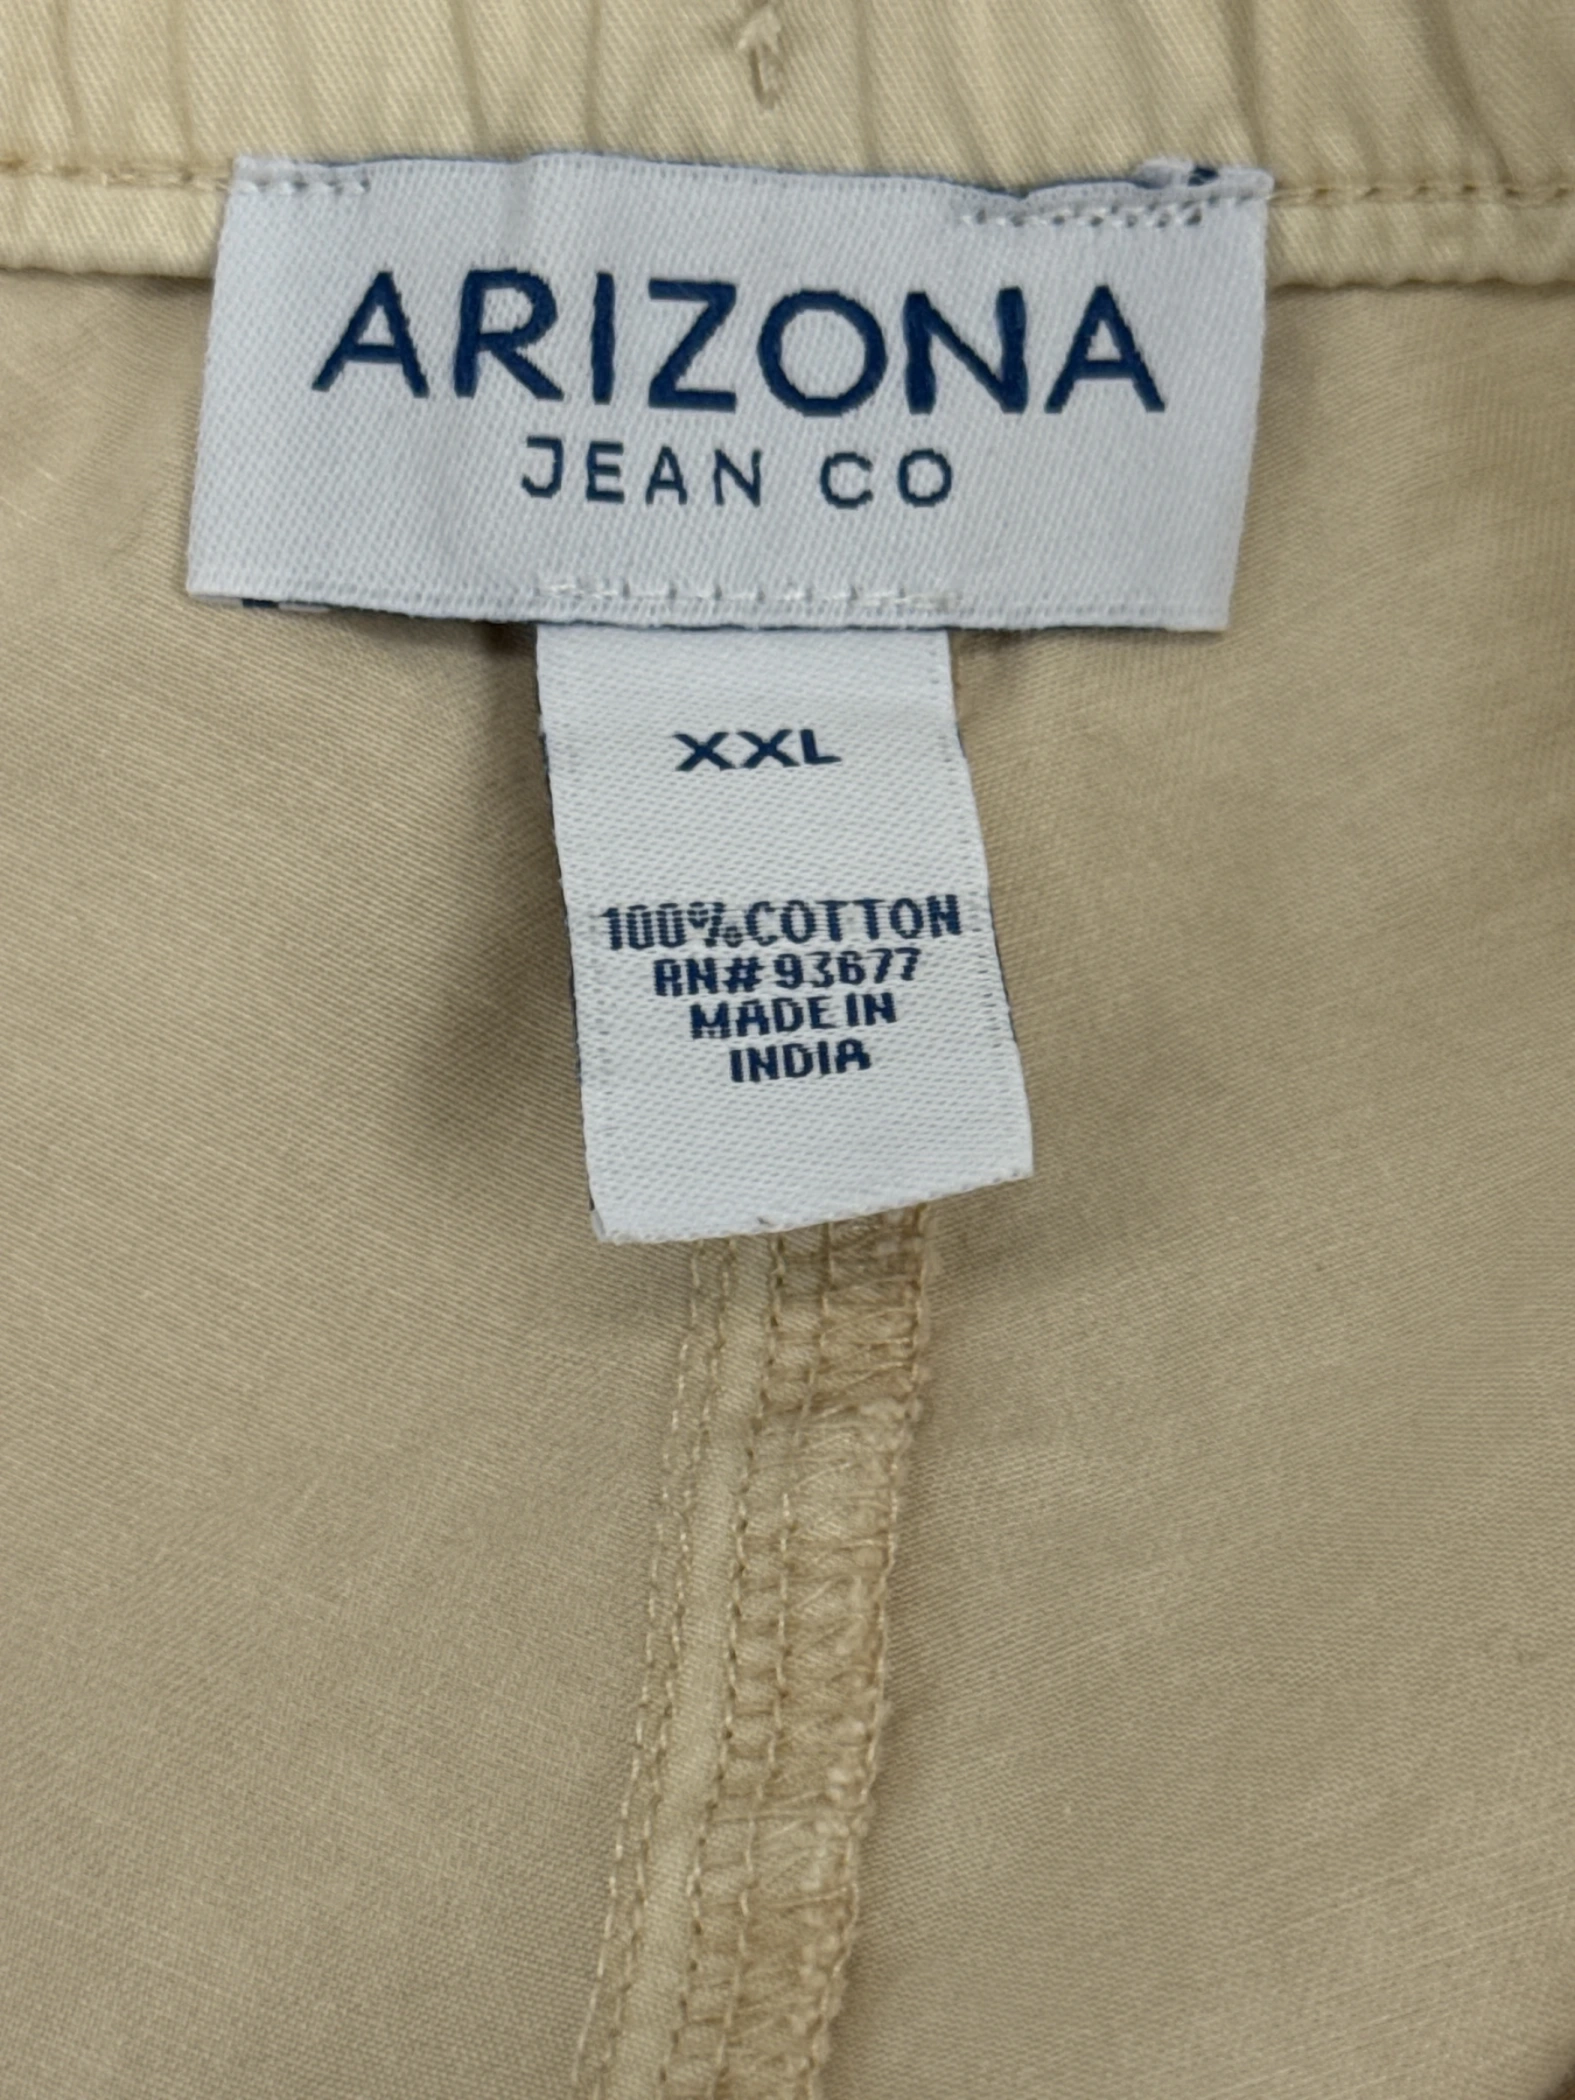 ARIZONA
JEAN CO
XXL
100% COTTON
RN# 93677
MADE IN
INDIA